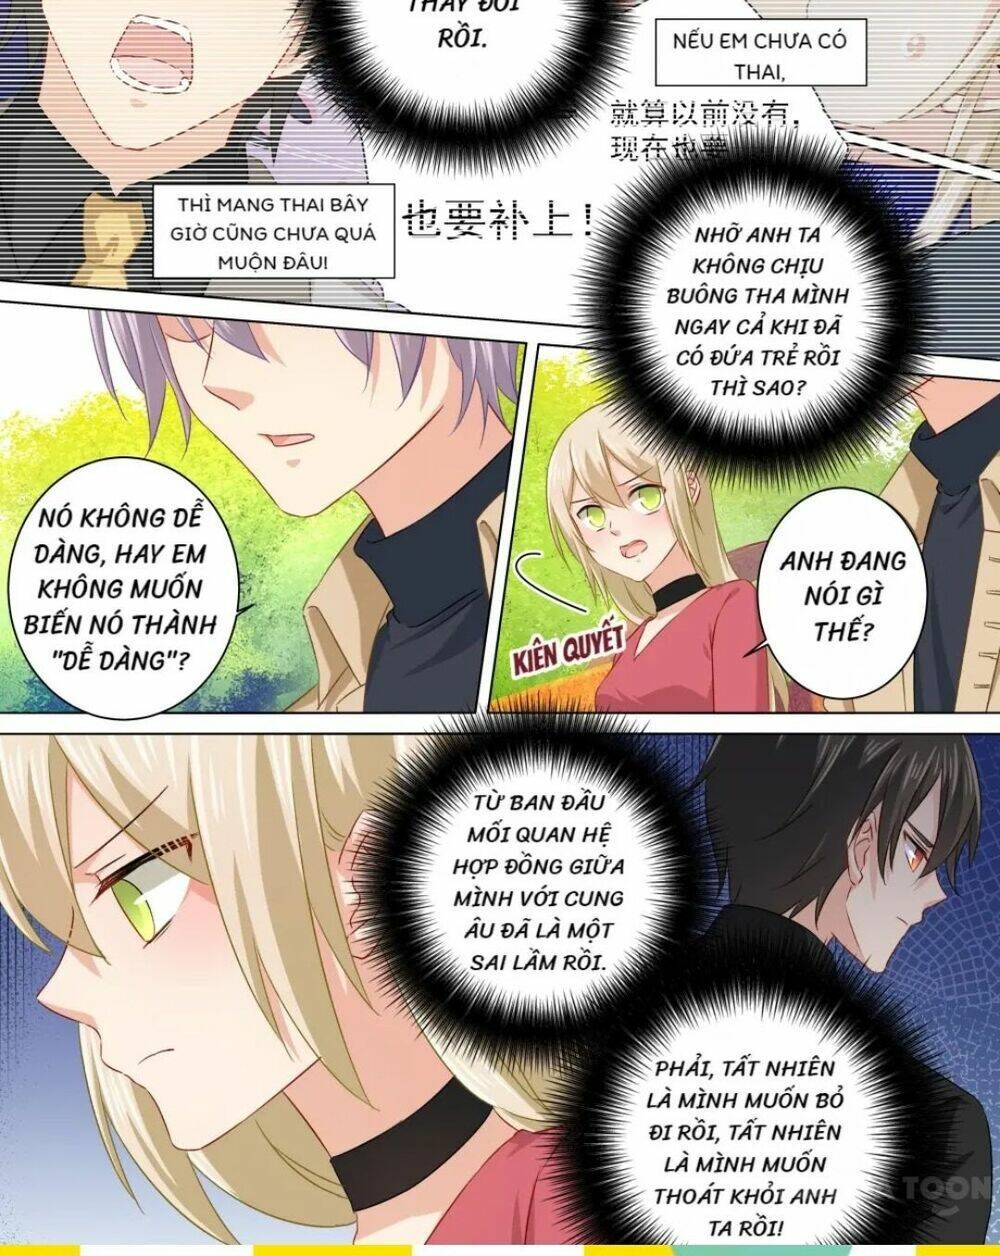 THAY ĐỔI
RỒI.
NẾU EM CHƯA CÓ
THAI,
就算以前没有，
现在也要
THÌ MANG THAI BÂY
GIỜ CŨNG CHƯA QUÁ
MUỘN ĐÂU!
也要补上！
NHỠ ANH TA
KHÔNG CHỊU
BUÔNG THA MÌNH
NGAY CẢ KHI ĐÃ
CÓ ĐỨA TRẺ RỒI
THÌ SAO?
NÓ KHÔNG DỄ
DÀNG, HAY EM
KHÔNG MUỐN
BIẾN NÓ THÀNH
"DỄ DÀNG"?
ANH ĐANG
NÓI GÌ
THẾ?
KIÊN QUYẾT
TỪ BAN ĐẦU
MỐI QUAN HỆ
HỢP ĐỒNG GIỮA
MÌNH VỚI CUNG
ÂU ĐÃ LÀ MỘT
SAI LẦM RỒI.
PHẢI, TẤT NHIÊN
LÀ MÌNH MUỐN BỎ
ĐI RỒI, TẤT NHIÊN
LÀ MÌNH MUỐN
THOÁT KHỎI ANH
TA RỒI!
TOON